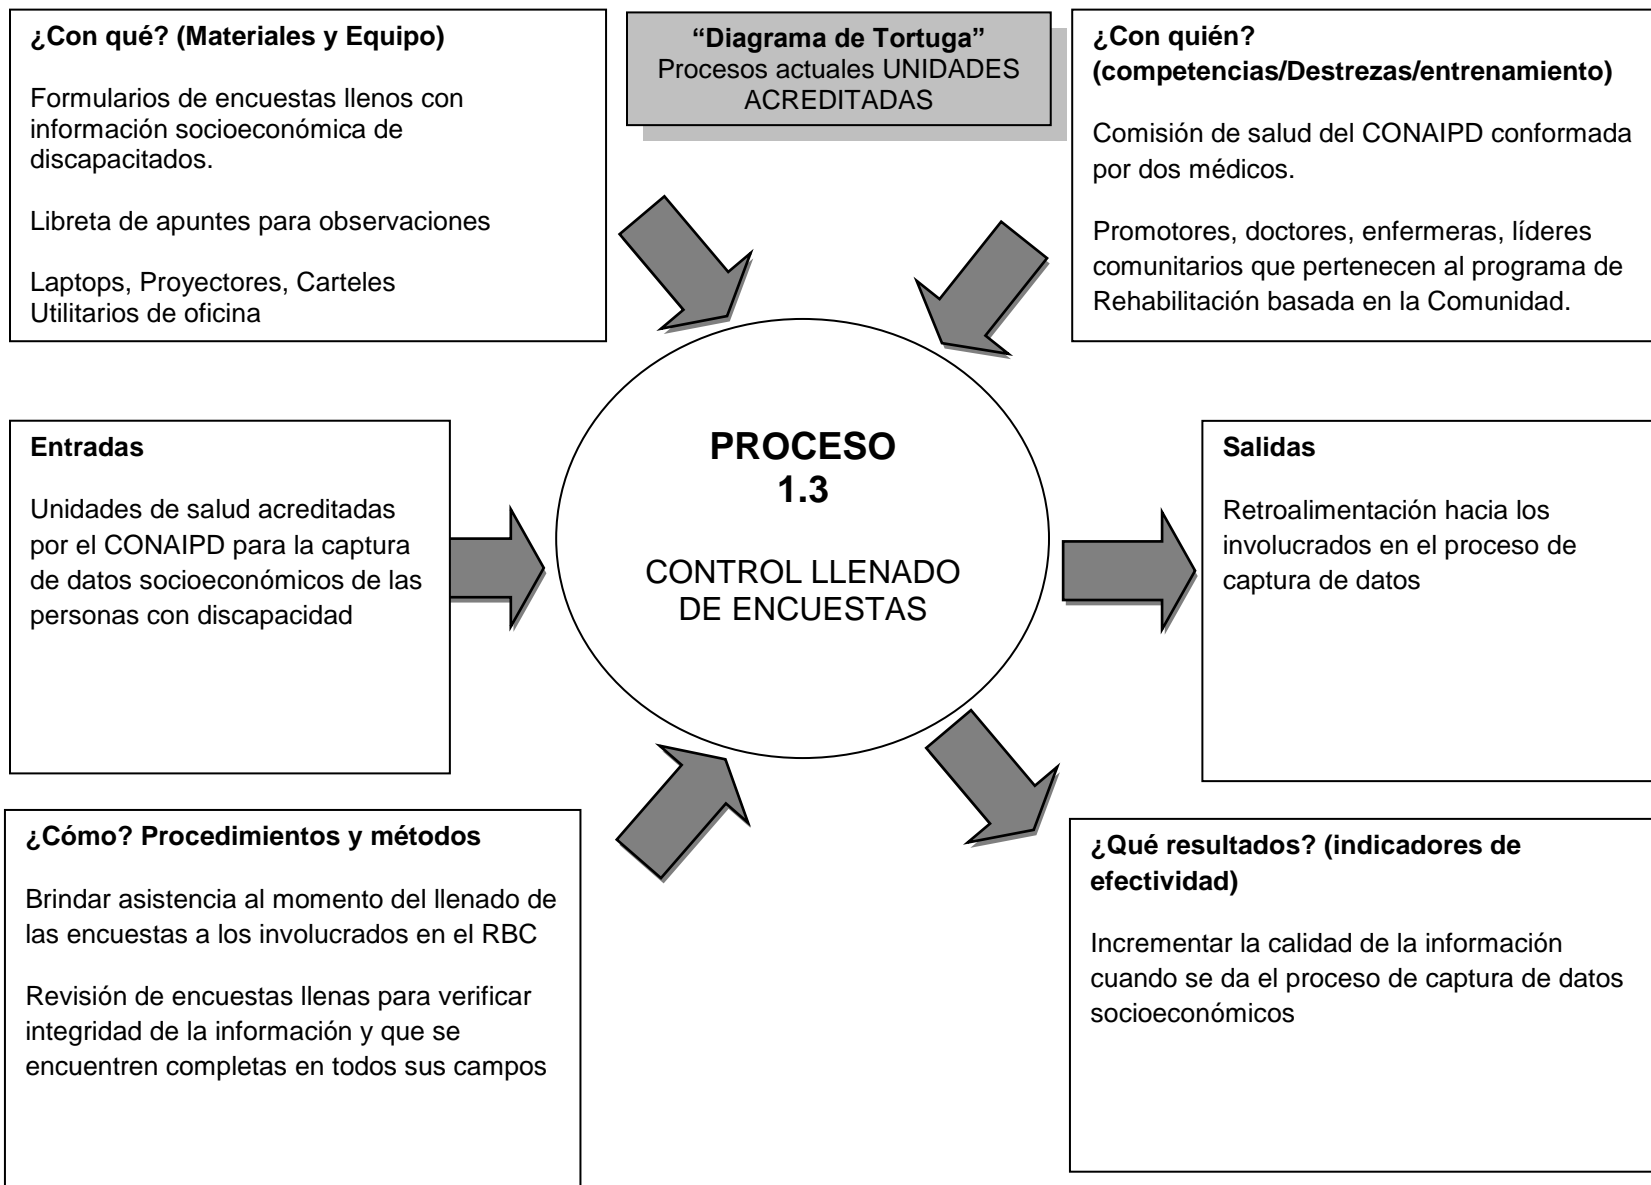 ¿Con qué? (Materiales y Equipo)
Formularios de encuestas llenos con
información socioeconómica de
discapacitados.
Libreta de apuntes para observaciones
Laptops, Proyectores, Carteles
Utilitarios de oficina
“Diagrama de Tortuga”
Procesos actuales UNIDADES
ACREDITADAS
¿Con quién?
(competencias/Destrezas/entrenamiento)
Comisión de salud del CONAIPD conformada
por dos médicos.
Promotores, doctores, enfermeras, líderes
comunitarios que pertenecen al programa de
Rehabilitación basada en la Comunidad.
Entradas
Unidades de salud acreditadas
por el CONAIPD para la captura
de datos socioeconómicos de las
personas con discapacidad
PROCESO
1.3
CONTROL LLENADO
DE ENCUESTAS
Salidas
Retroalimentación hacia los
involucrados en el proceso de
captura de datos
¿Cómo? Procedimientos y métodos
Brindar asistencia al momento del llenado de
las encuestas a los involucrados en el RBC
Revisión de encuestas llenas para verificar
integridad de la información y que se
encuentren completas en todos sus campos
¿Qué resultados? (indicadores de
efectividad)
Incrementar la calidad de la información
cuando se da el proceso de captura de datos
socioeconómicos